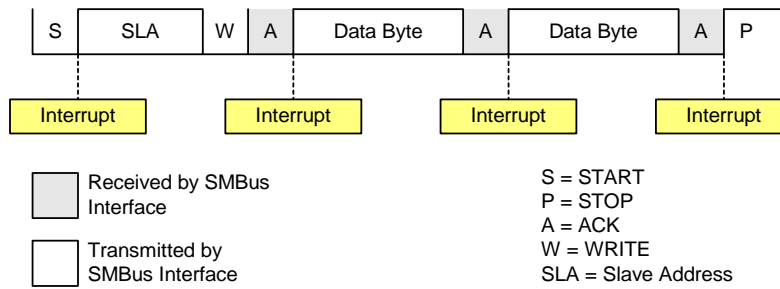 S SLA W A Data Byte A Data Byte A P
Interrupt Interrupt Interrupt Interrupt
Received by SMBus
Interface
Transmitted by
SMBus Interface
S = START
P = STOP
A = ACK
W = WRITE
SLA = Slave Address